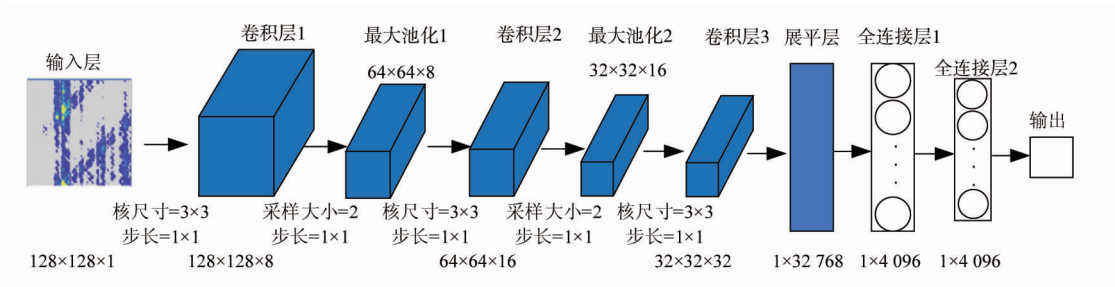 输入层
卷积层1
最大池化1
卷积层2
最大池化2
卷积层3
展平层
全连接层1
全连接层2
输出
64×64×8
32×32×16
核尺寸=3×3
步长=1×1
采样大小=2
步长=1×1
核尺寸=3×3
步长=1×1
采样大小=2
步长=1×1
核尺寸=3×3
步长=1×1
128×128×1
128×128×8
64×64×16
32×32×32
1×32 768
1×4 096
1×4 096